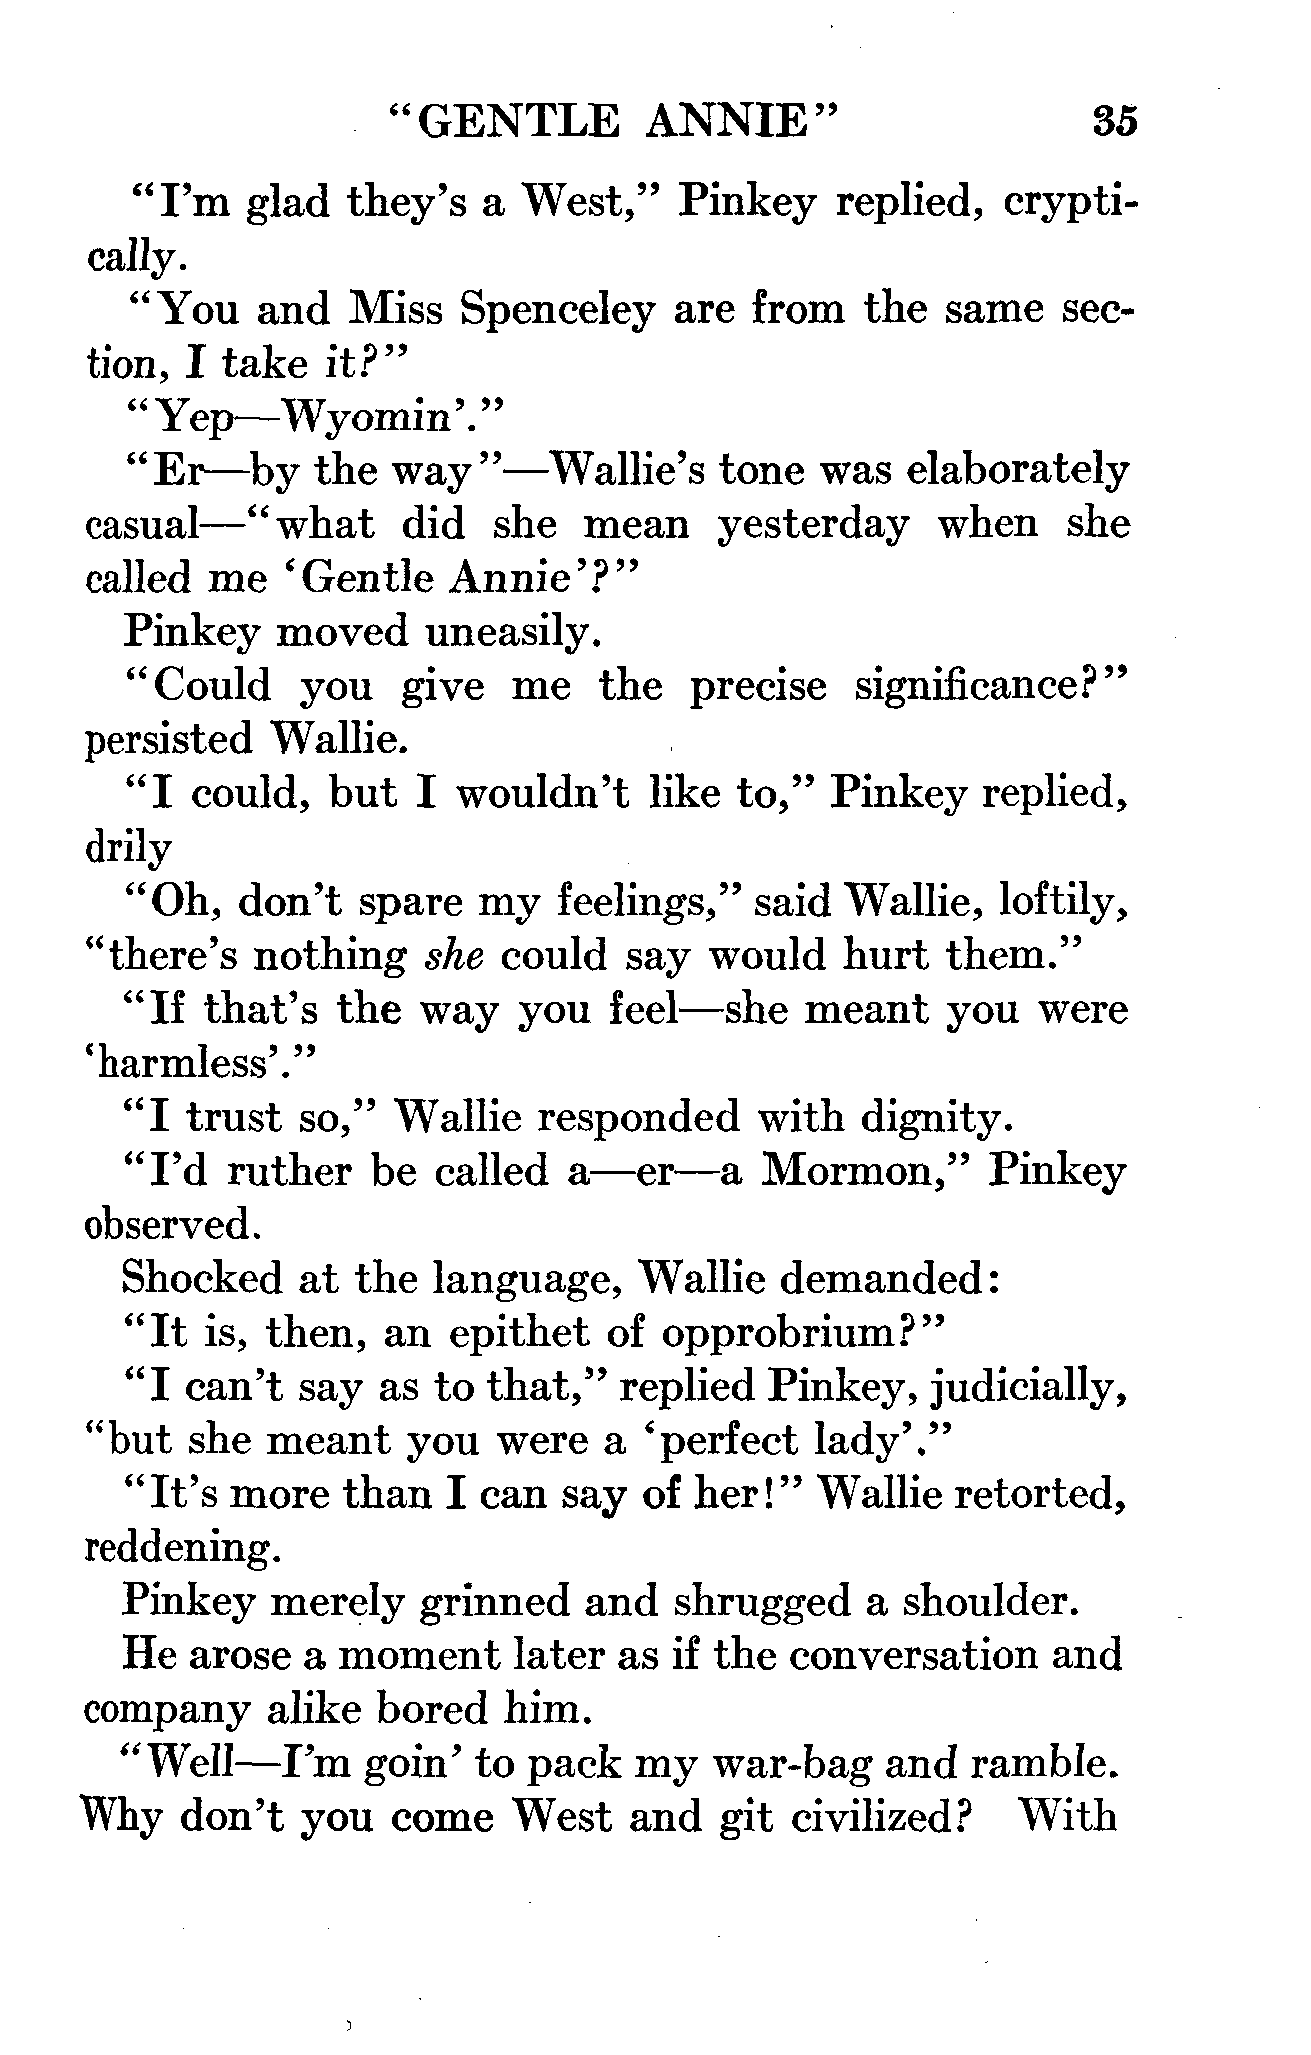 “GENTLE ANNIE” 35
“I’m glad they’s a West,” Pinkey replied, crypti-
cally.
“You and Miss Spenceley are from the same sec-
tion, I take it?”
“Yep—Wyomin’.”
“Er—by the way”—Wallie’s tone was elaborately
casual—“what did she mean yesterday when she
called me ‘Gentle Annie’?”
Pinkey moved uneasily.
“Could you give me the precise significance?”
persisted Wallie.
“I could, but I wouldn’t like to,” Pinkey replied,
drily
“Oh, don’t spare my feelings,” said Wallie, loftily,
“there’s nothing she could say would hurt them.”
“If that’s the way you feel—she meant you were
‘harmless’.”
“I trust so,” Wallie responded with dignity.
“I’d ruther be called a—er—a Mormon,” Pinkey
observed.
Shocked at the language, Wallie demanded:
“It is, then, an epithet of opprobrium?”
“I can’t say as to that,” replied Pinkey, judicially,
“but she meant you were a ‘perfect lady’.”
“It’s more than I can say of her!” Wallie retorted,
reddening.
Pinkey merely grinned and shrugged a shoulder.
He arose a moment later as if the conversation and
company alike bored him.
“Well—I’m goin’ to pack my war-bag and ramble.
Why don’t you come West and git civilized? With